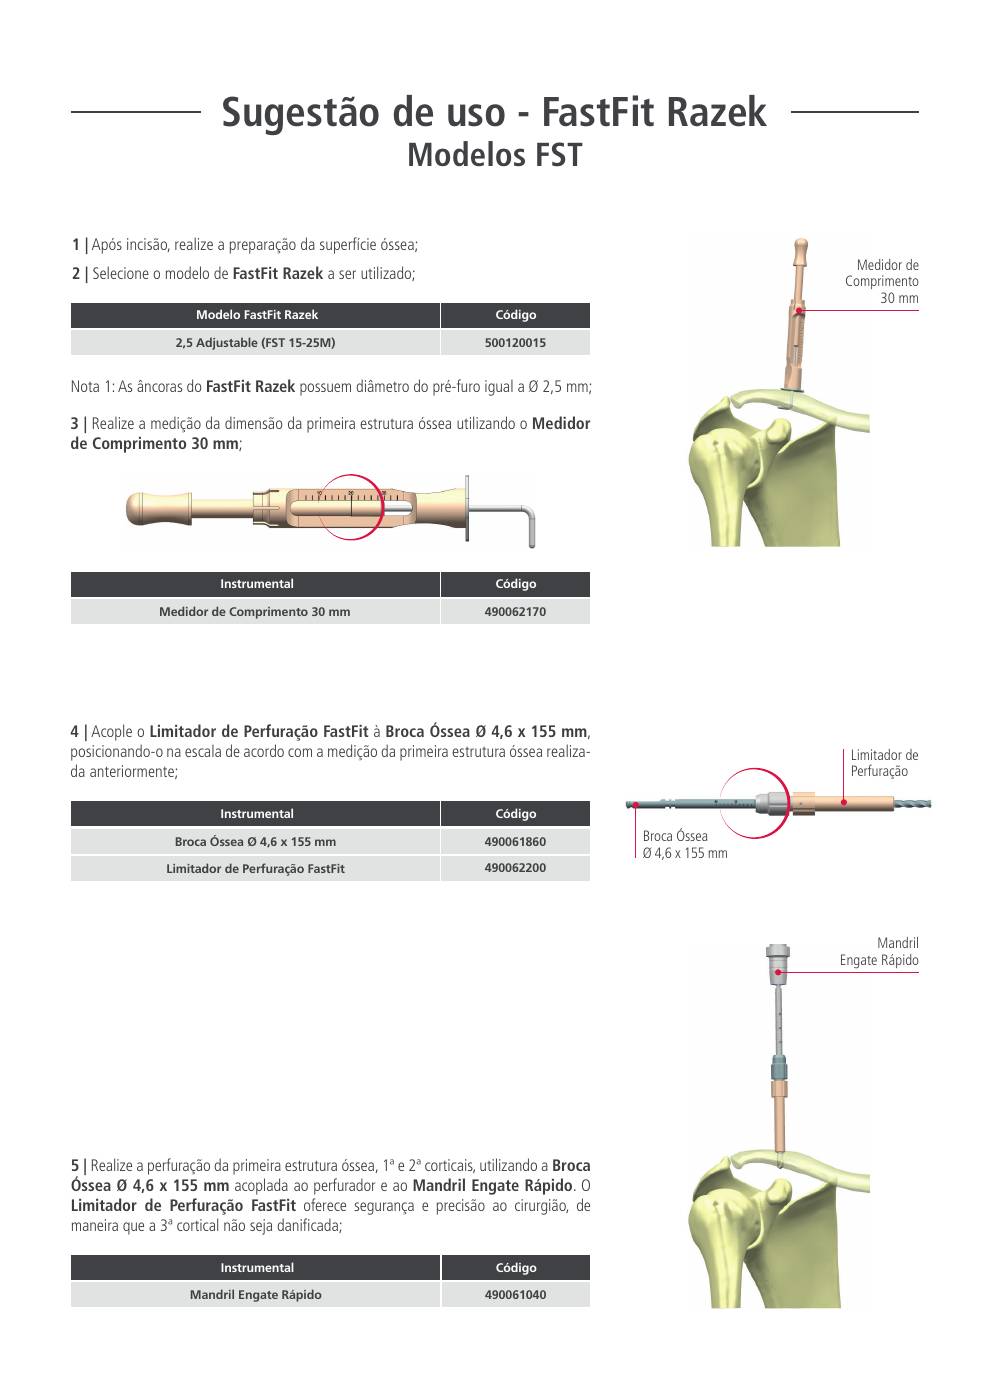 Sugestão de uso - FastFit Razek
Modelos FST
1 | Após incisão, realize a preparação da superfície óssea;
2 | Selecione o modelo de FastFit Razek a ser utilizado;
Modelo FastFit Razek Código
2,5 Adjustable (FST 15-25M) 500120015
Nota 1: As âncoras do FastFit Razek possuem diâmetro do pré-furo igual a Ø 2,5 mm;
3 | Realize a medição da dimensão da primeira estrutura óssea utilizando o Medidor
de Comprimento 30 mm;
Medidor de
Comprimento
30 mm
Instrumental Código
Medidor de Comprimento 30 mm 490062170
4 | Acople o Limitador de Perfuração FastFit à Broca Óssea Ø 4,6 x 155 mm,
posicionando-o na escala de acordo com a medição da primeira estrutura óssea realiza-
da anteriormente;
Instrumental Código
Broca Óssea Ø 4,6 x 155 mm 490061860
Limitador de Perfuração FastFit 490062200
Limitador de
Perfuração
Broca Óssea
Ø 4,6 x 155 mm
Mandril
Engate Rápido
5 | Realize a perfuração da primeira estrutura óssea, 1ª e 2ª corticais, utilizando a Broca
Óssea Ø 4,6 x 155 mm acoplada ao perfurador e ao Mandril Engate Rápido. O
Limitador de Perfuração FastFit oferece segurança e precisão ao cirurgião, de
maneira que a 3ª cortical não seja danificada;
Instrumental Código
Mandril Engate Rápido 490061040